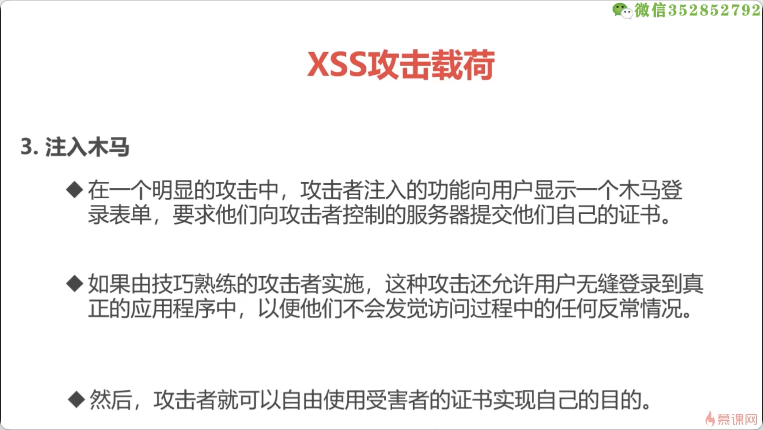 微信352852792
XSS攻击载荷
3. 注入木马
◆在一个明显的攻击中，攻击者注入的功能向用户显示一个木马登
录表单，要求他们向攻击者控制的服务器提交他们自己的证书。
◆如果由技巧熟练的攻击者实施，这种攻击还允许用户无缝登录到真
正的应用程序中，以便他们不会发觉访问过程中的任何反常情况。
◆然后，攻击者就可以自由使用受害者的证书实现自己的目的。
慕课网